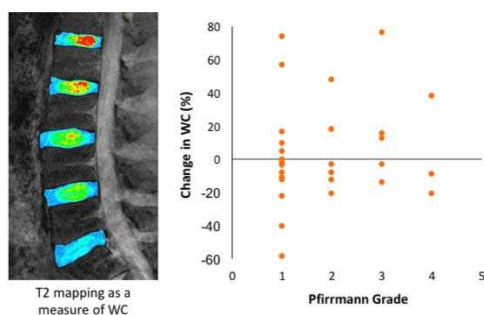 T2 mapping as a
measure of WC
Change in WC (%)
80
60
40
20
0
-20
-40
-60
0 1 2 3 4 5
Pfirrmann Grade